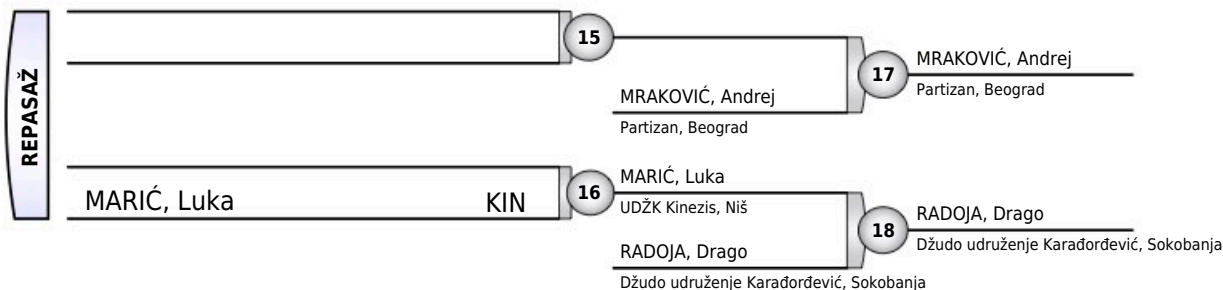 REPASAŽ
15
MRAKOVIĆ, Andrej
Partizan, Beograd
17
MRAKOVIĆ, Andrej
Partizan, Beograd
MARIĆ, Luka KIN
16
MARIĆ, Luka
UDŽK Kinezis, Niš
RADOJA, Drago
Džudo udruženje Karađorđević, Sokobanja
18
RADOJA, Drago
Džudo udruženje Karađorđević, Sokobanja